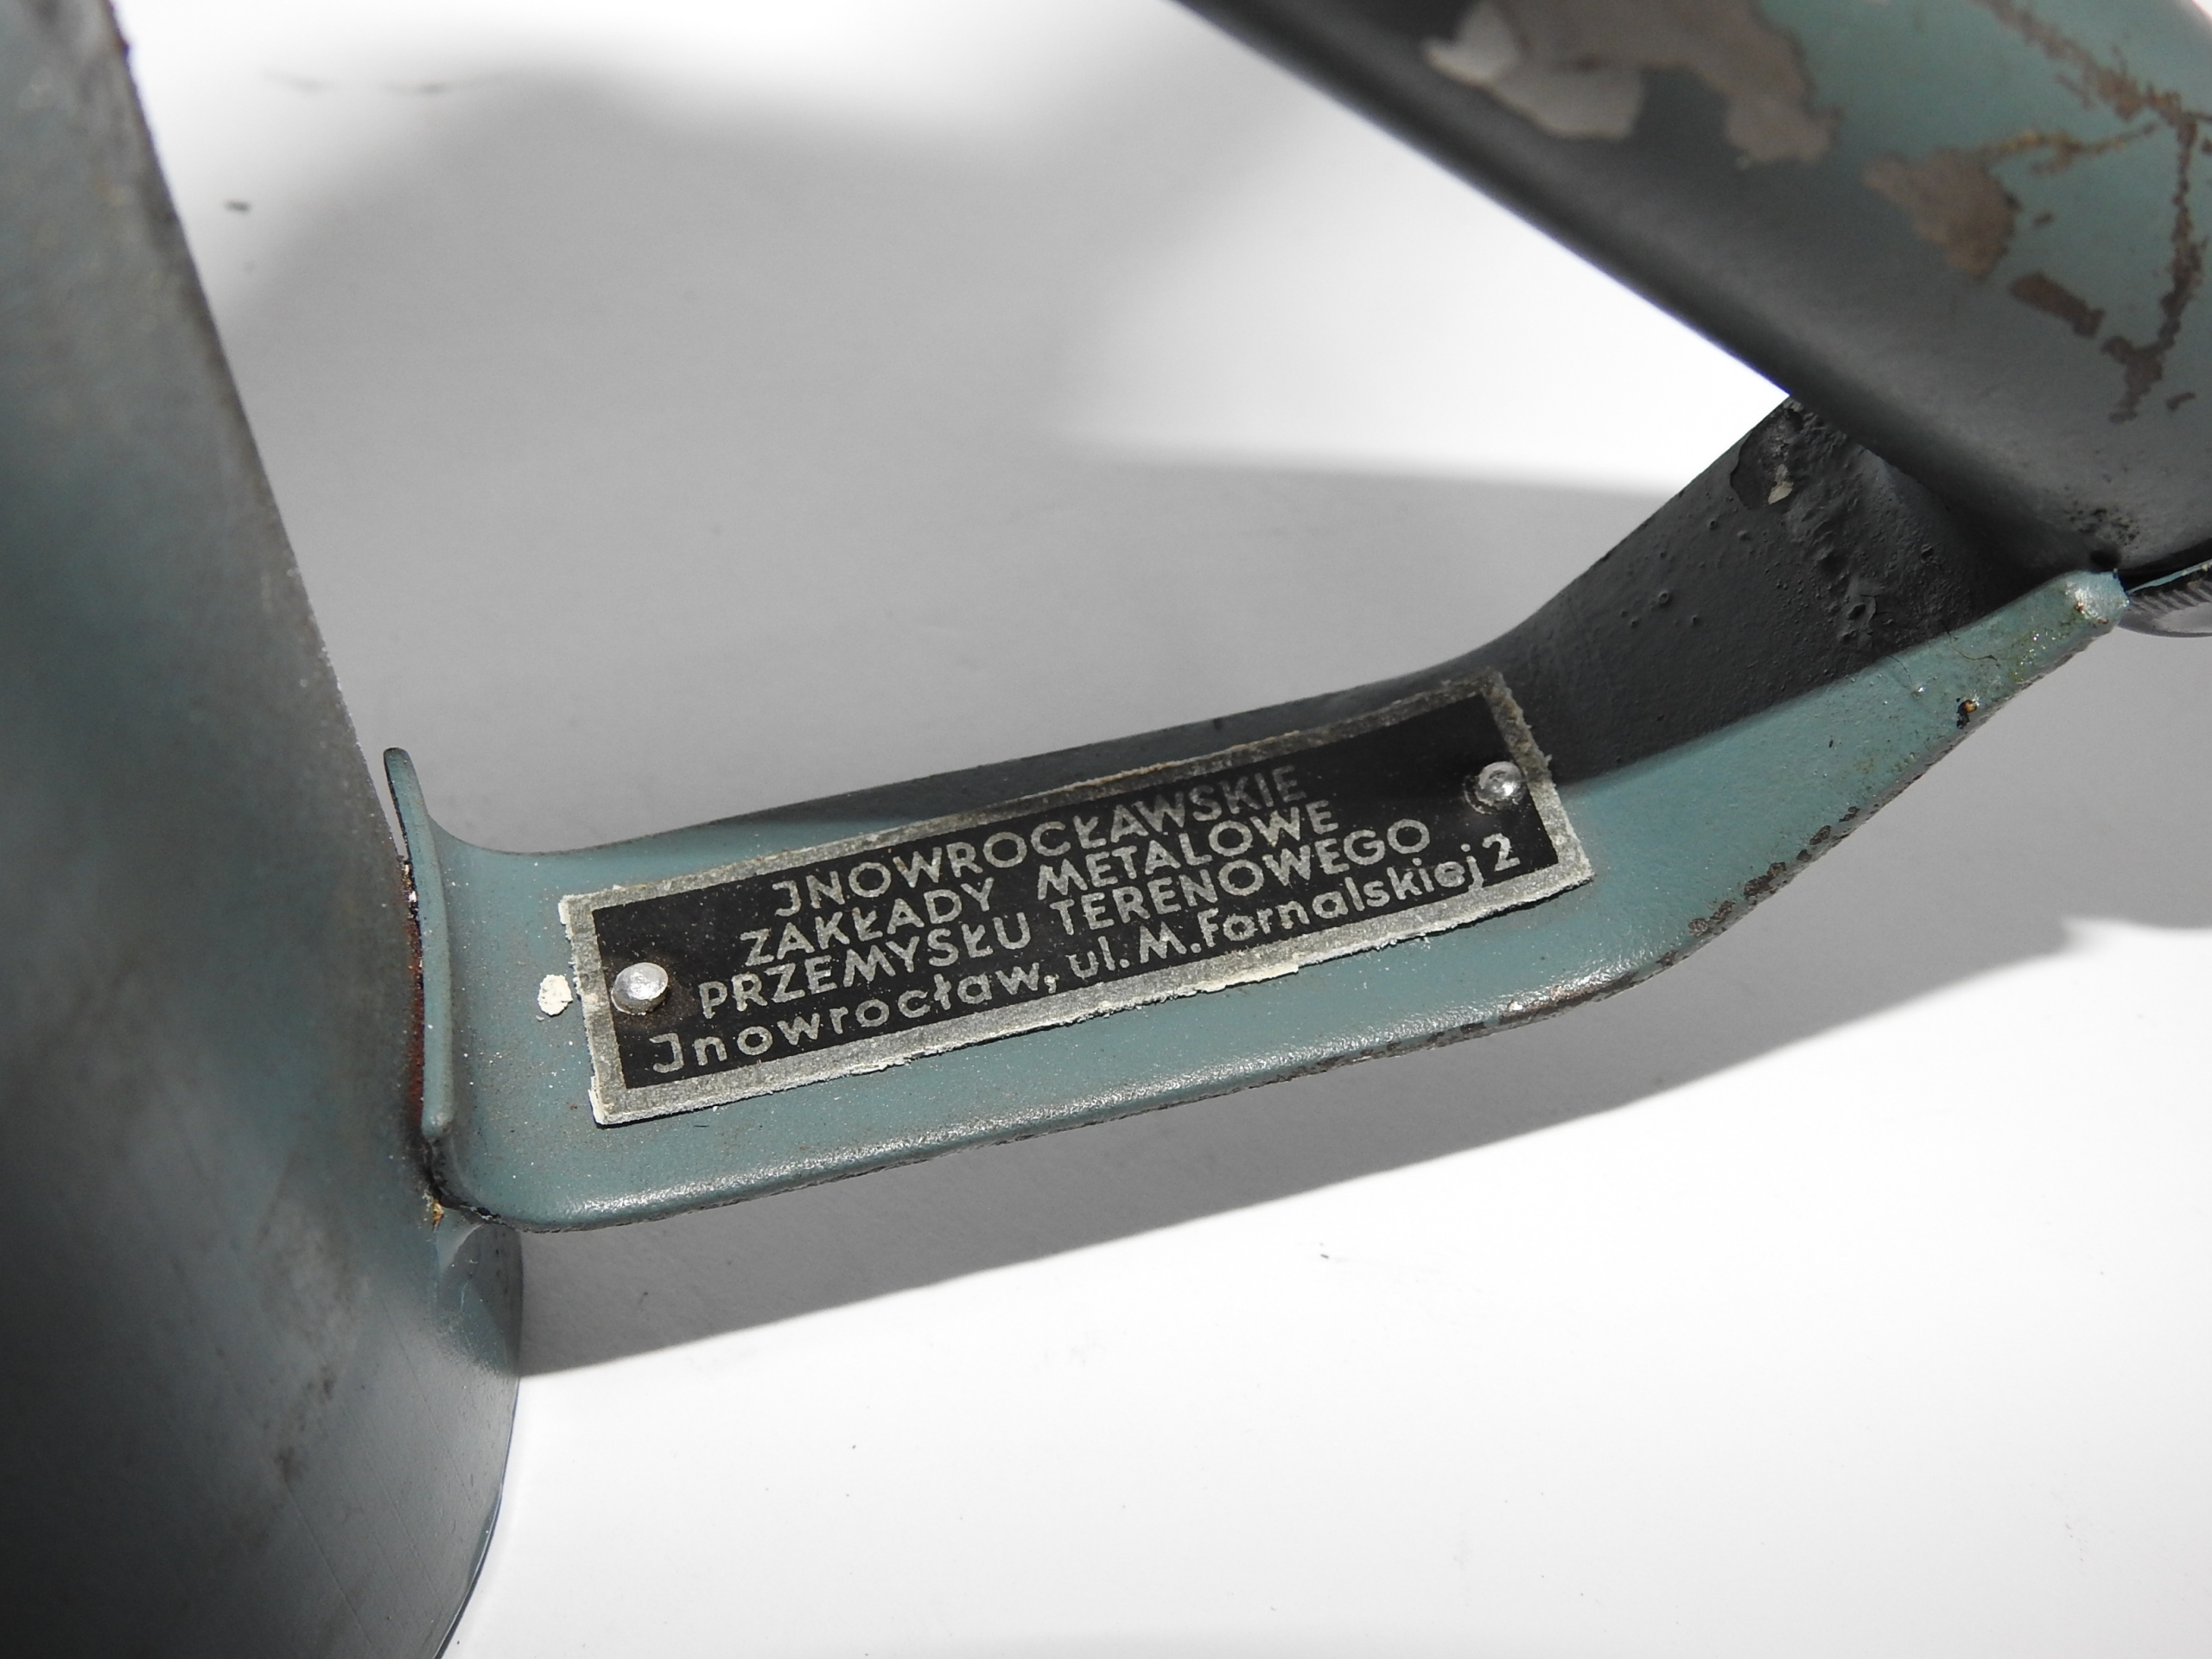 JNOWROCŁAWSKIE
ZAKŁADY METALOWE
PRZEMYSŁU TERENOWEGO
Jnowrocław, ul. M. Fornalskiej 2